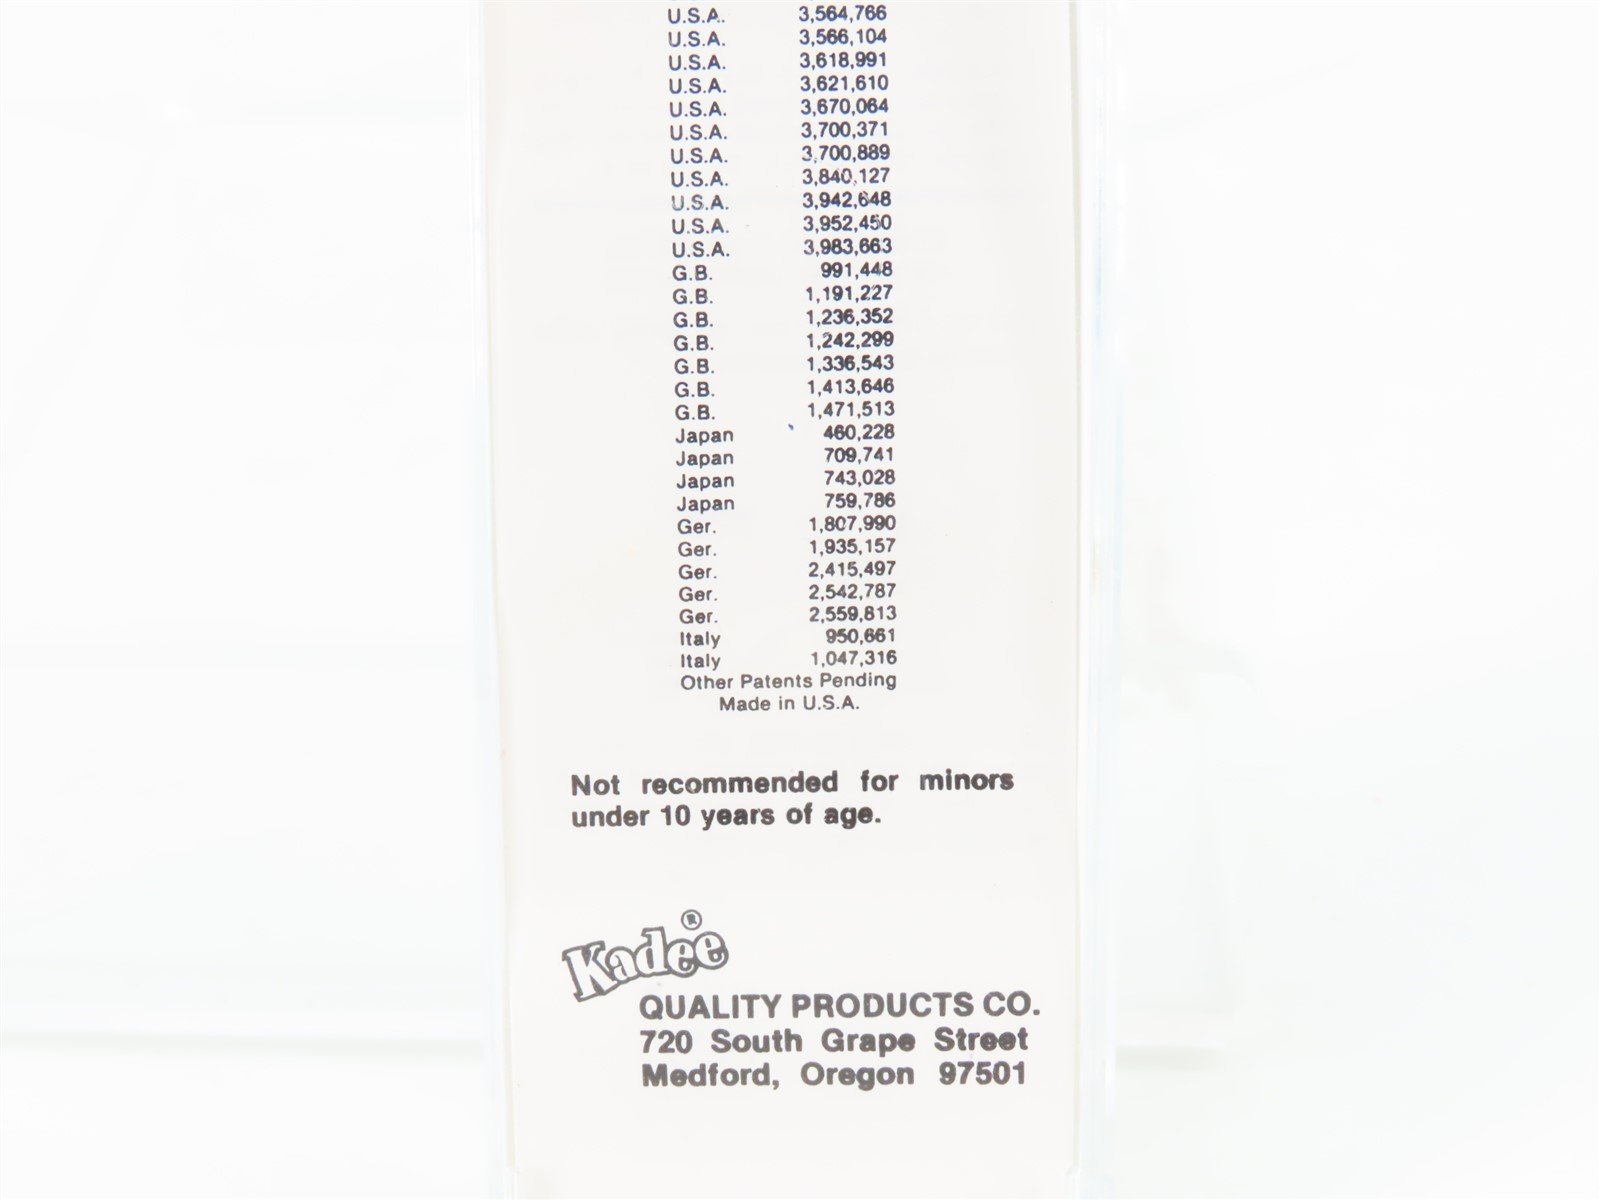 U.S.A. 3,564,766
U.S.A. 3,566,104
U.S.A. 3,618,991
U.S.A. 3,621,610
U.S.A. 3,670,064
U.S.A. 3,700,371
U.S.A. 3,700,889
U.S.A. 3,840,127
U.S.A. 3,942,648
U.S.A. 3,952,450
U.S.A. 3,983,663
G.B. 991,448
G.B. 1,191,227
G.B. 1,236,352
G.B. 1,242,299
G.B. 1,336,543
G.B. 1,413,646
G.B. 1,471,513
Japan 460,228
Japan 709,741
Japan 743,028
Japan 759,786
Ger. 1,807,990
Ger. 1,935,157
Ger. 2,415,497
Ger. 2,542,787
Ger. 2,559,813
Italy 950,661
Italy 1,047,316
Other Patents Pending
Made in U.S.A.
Not recommended for minors
under 10 years of age.
Kadee®
QUALITY PRODUCTS CO.
720 South Grape Street
Medford, Oregon 97501